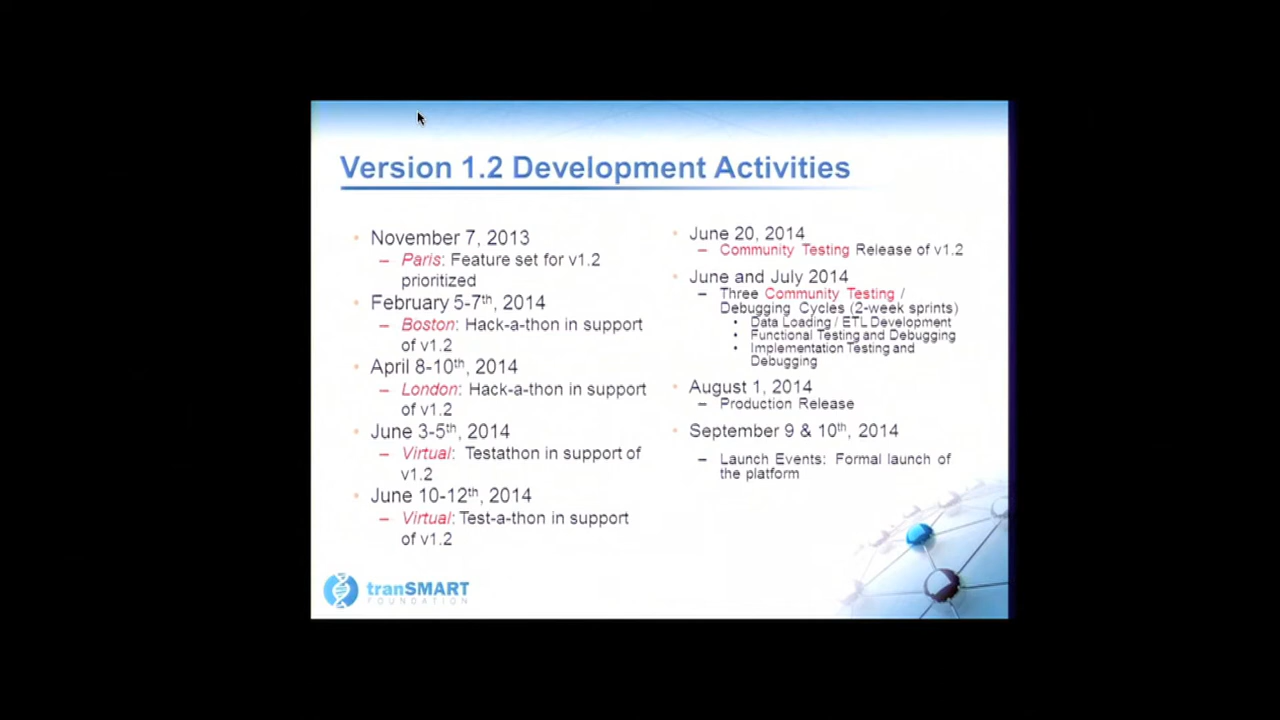 Version 1.2 Development Activities
• November 7, 2013
– Paris: Feature set for v1.2
prioritized
• February 5-7th, 2014
– Boston: Hack-a-thon in support
of v1.2
• April 8-10th, 2014
– London: Hack-a-thon in support
of v1.2
• June 3-5th, 2014
– Virtual: Testathon in support of
v1.2
• June 10-12th, 2014
– Virtual: Test-a-thon in support
of v1.2
• June 20, 2014
– Community Testing Release of v1.2
• June and July 2014
– Three Community Testing /
Debugging Cycles (2-week sprints)
• Data Loading / ETL Development
• Functional Testing and Debugging
• Implementation Testing and
Debugging
• August 1, 2014
– Production Release
• September 9 & 10th, 2014
– Launch Events: Formal launch of
the platform
tranSMART
FOUNDATION